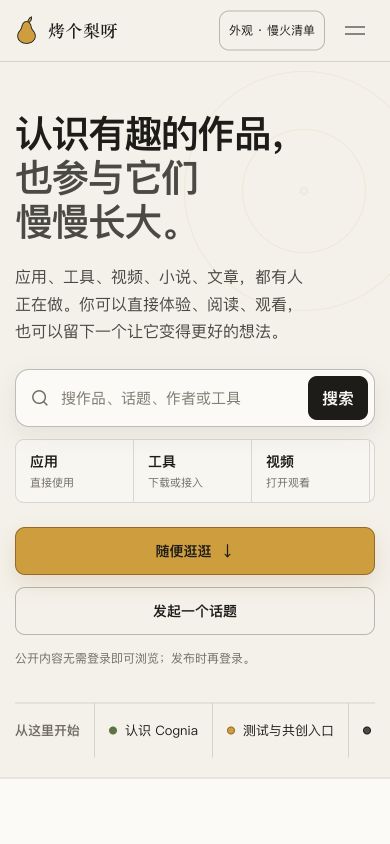 烤个梨呀
外观 · 慢火清单
认识有趣的作品，
也参与它们
慢慢长大。
应用、工具、视频、小说、文章，都有人
正在做。你可以直接体验、阅读、观看，
也可以留下一个让它变得更好的想法。
搜作品、话题、作者或工具
搜索
应用
直接使用
工具
下载或接入
视频
打开观看
随便逛逛 ↓
发起一个话题
公开内容无需登录即可浏览；发布时再登录。
从这里开始
认识 Cognia
测试与共创入口